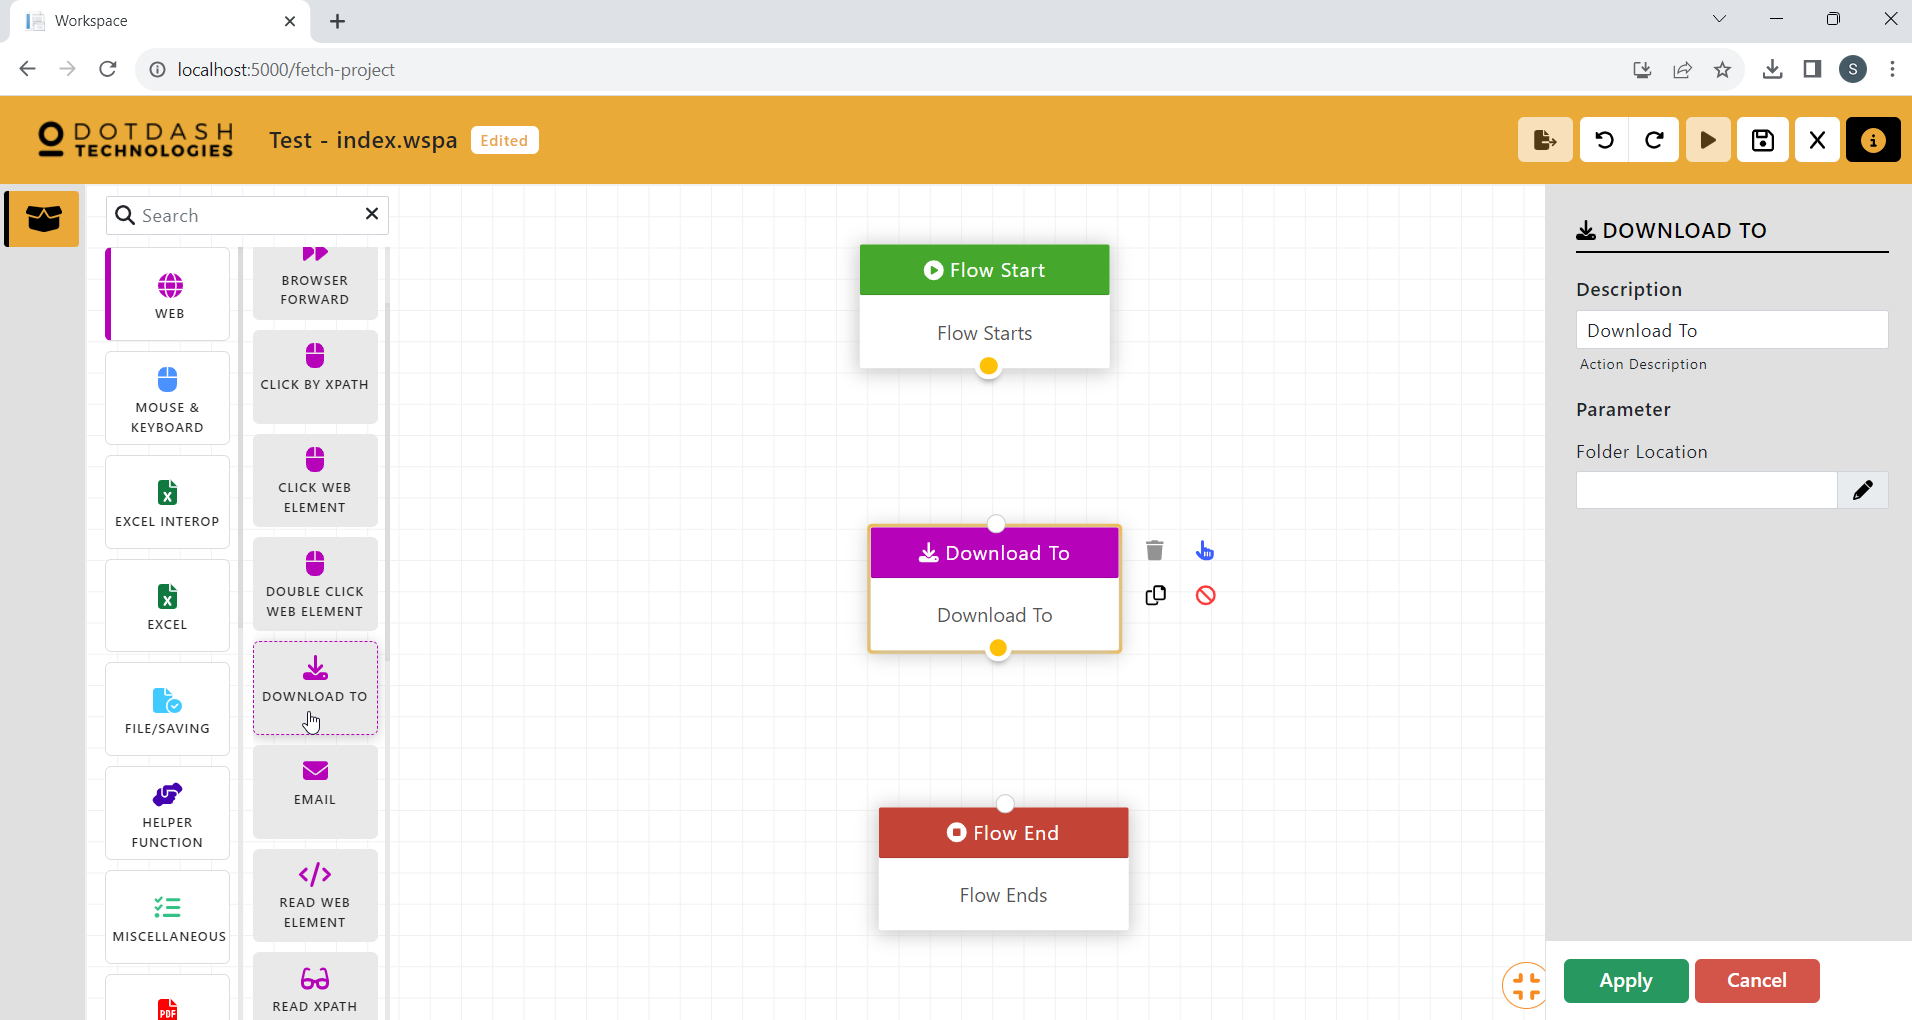 Workspace
localhost:5000/fetch-project
S
DOTDASH
TECHNOLOGIES
Test - index.wspa
Edited
Search
WEB
MOUSE &
KEYBOARD
EXCEL INTEROP
EXCEL
FILE/SAVING
HELPER
FUNCTION
MISCELLANEOUS
PDF
BROWSER
FORWARD
CLICK BY XPATH
CLICK WEB
ELEMENT
DOUBLE CLICK
WEB ELEMENT
DOWNLOAD TO
EMAIL
READ WEB
ELEMENT
READ XPATH
Flow Start
Flow Starts
Download To
Download To
Flow End
Flow Ends
DOWNLOAD TO
Description
Download To
Action Description
Parameter
Folder Location
Apply
Cancel